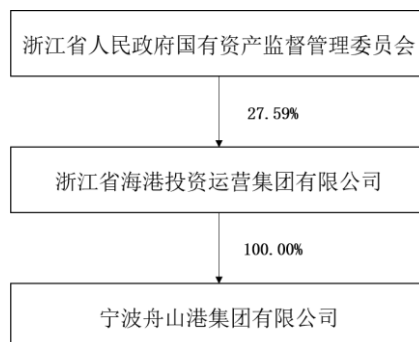 浙江省人民政府国有资产监督管理委员会
27.59%
浙江省海港投资运营集团有限公司
100.00%
宁波舟山港集团有限公司